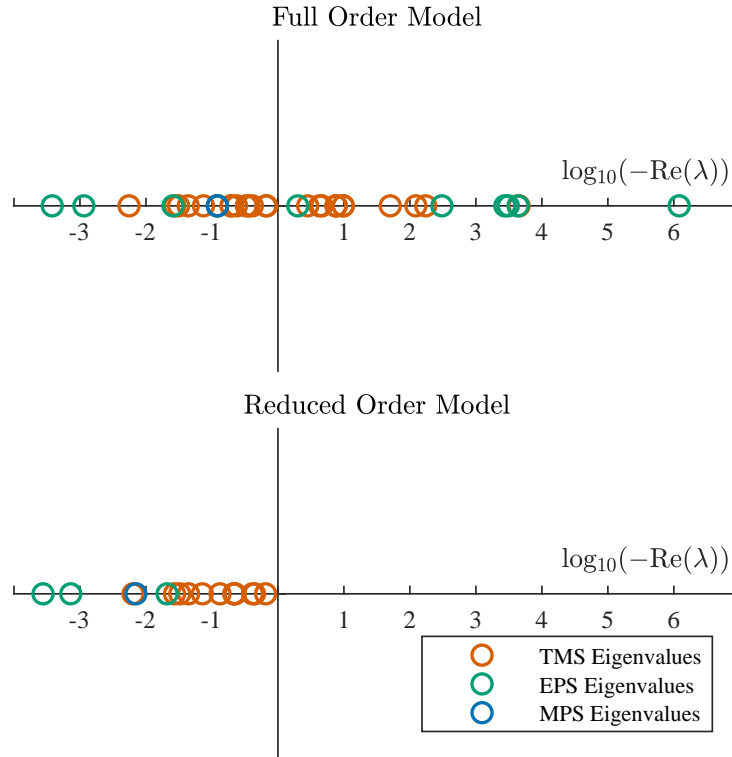 Full Order Model
log₁₀(−Re(λ))
-3 -2 -1 1 2 3 4 5 6
Reduced Order Model
log₁₀(−Re(λ))
-3 -2 -1 1 2 3 4 5 6
TMS Eigenvalues
EPS Eigenvalues
MPS Eigenvalues